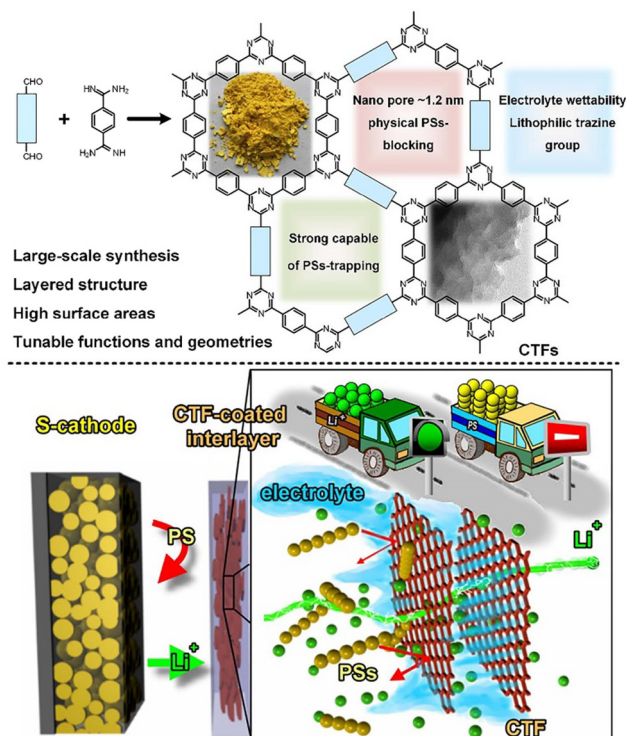 CHO
CHO
+
HN
NH₂
H₂N
NH
Nano pore ~1.2 nm
physical PSs-
blocking
Electrolyte wettability
Lithophilic trazine
group
Strong capable
of PSs-trapping
Large-scale synthesis
Layered structure
High surface areas
Tunable functions and geometries
CTFs
S-cathode
CTF-coated
interlayer
PS
Li⁺
Li⁺
PS
electrolyte
Li⁺
PSs
CTF